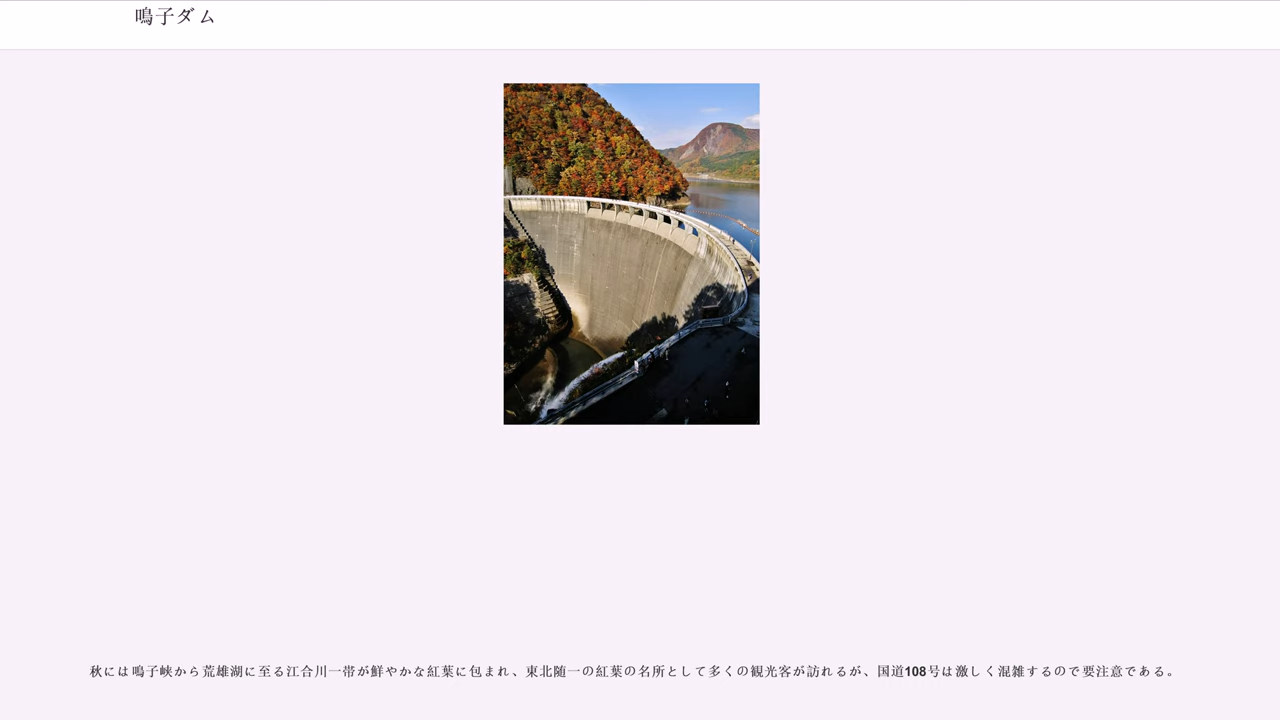 鳴子ダム
秋には鳴子峡から荒雄湖に至る江合川一帯が鮮やかな紅葉に包まれ、東北随一の紅葉の名所として多くの観光客が訪れるが、国道108号は激しく混雑するので要注意である。